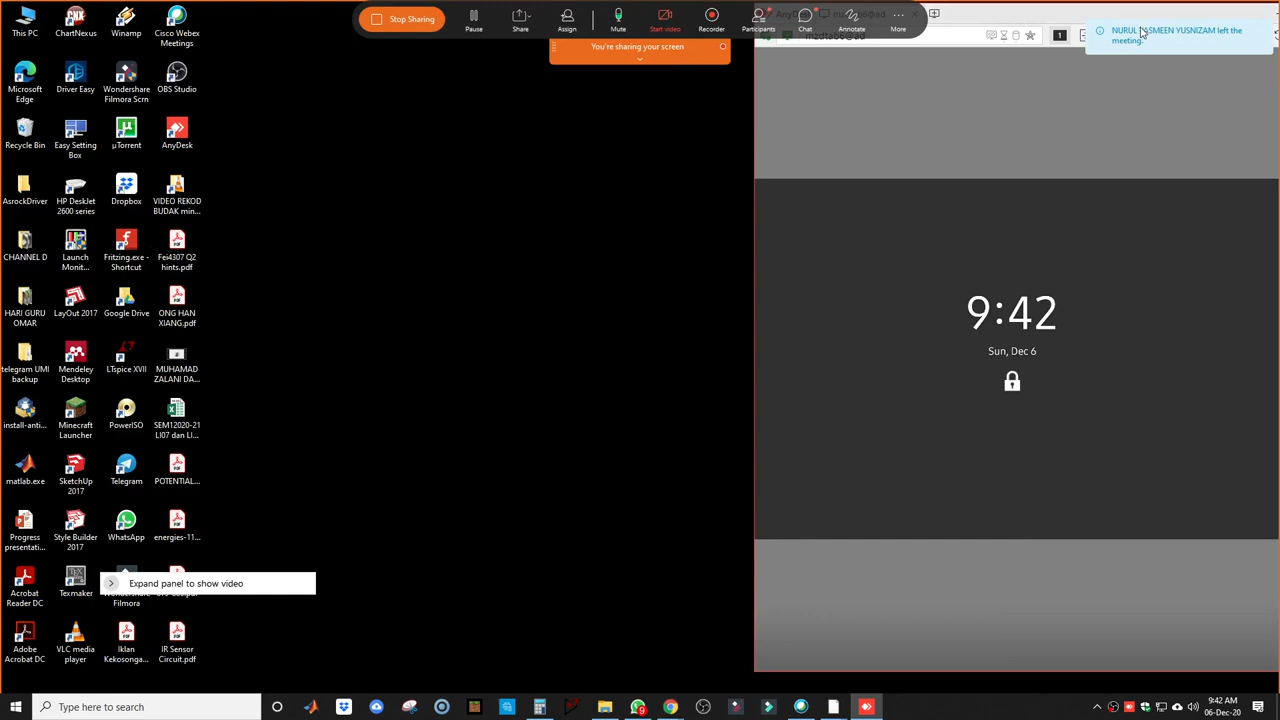 Stop Sharing
Pause
Share
Assign
Mute
Start video
Recorder
Participants
Chat
Annotate
More
You're sharing your screen
AnyDesk
1
NURUL YASMEEN YUSNIZAM left the
meeting.
This PC
ChartNexus
Winamp
Cisco Webex
Meetings
Microsoft
Edge
Driver Easy
Wondershare
Filmora Scrn
OBS Studio
Recycle Bin
Easy Setting
Box
µTorrent
AnyDesk
AsrockDriver
HP DeskJet
2600 series
Dropbox
VIDEO REKOD
BUDAK min...
CHANNEL D
Launch
Monit...
Fritzing.exe -
Shortcut
Fei4307 Q2
hints.pdf
HARI GURU
OMAR
LayOut 2017
Google Drive
ONG HAN
XIANG.pdf
telegram UMI
backup
Mendeley
Desktop
LTspice XVII
MUHAMAD
ZALANI DA...
install-anti...
Minecraft
Launcher
PowerISO
SEM12020-21
LI07 dan LI...
matlab.exe
SketchUp
2017
Telegram
POTENTIAL...
Progress
presentati...
Style Builder
2017
WhatsApp
energies-11...
Expand panel to show video
Acrobat
Reader DC
Texmaker
Filmora
Adobe
Acrobat DC
VLC media
player
Iklan
Kekosonga...
IR Sensor
Circuit.pdf
9:42
Sun, Dec 6
Type here to search
9
9:42 AM
06-Dec-20